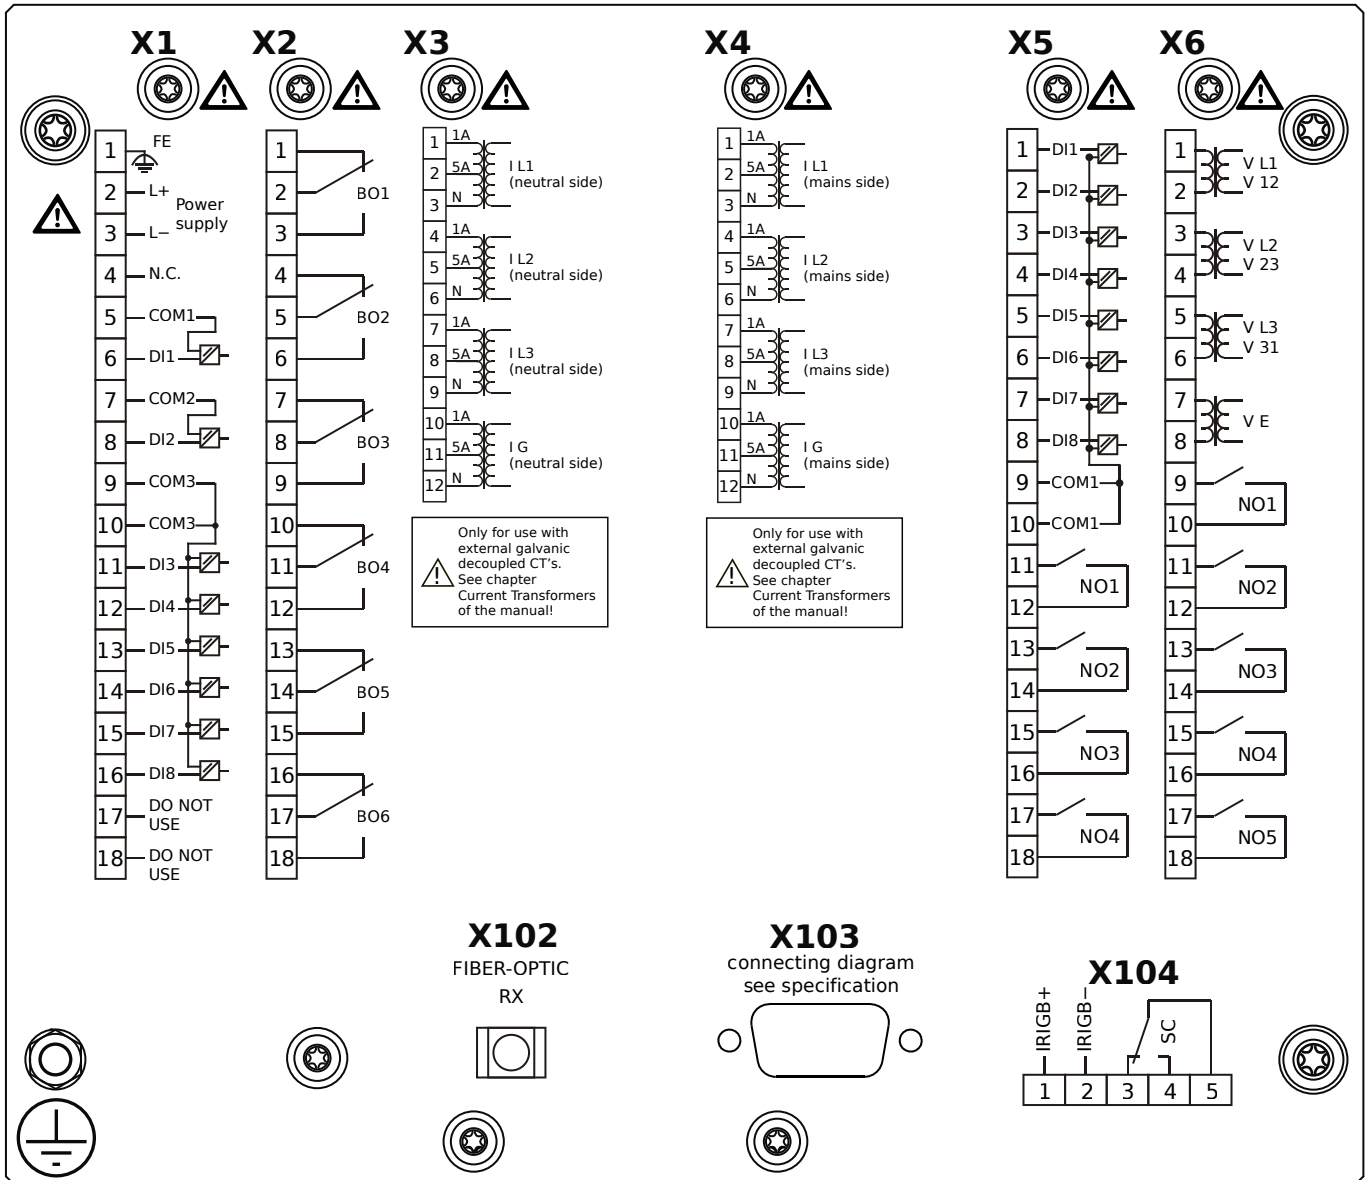 X1
1 FE
2 L+
Power
supply
3 L−
4 N.C.
5 COM1
6 DI1
7 COM2
8 DI2
9 COM3
10 COM3
11 DI3
12 DI4
13 DI5
14 DI6
15 DI7
16 DI8
17 DO NOT
USE
18 DO NOT
USE
X2
1
2 BO1
3
4
5 BO2
6
7
8 BO3
9
10
11 BO4
12
13
14 BO5
15
16
17 BO6
18
X3
1 1A
2 5A I L1
(neutral side)
3 N
4 1A
5 5A I L2
(neutral side)
6 N
7 1A
8 5A I L3
(neutral side)
9 N
10 1A
11 5A I G
(neutral side)
12 N
Only for use with
external galvanic
decoupled CT's.
See chapter
Current Transformers
of the manual!
X4
1 1A
2 5A I L1
(mains side)
3 N
4 1A
5 5A I L2
(mains side)
6 N
7 1A
8 5A I L3
(mains side)
9 N
10 1A
11 5A I G
(mains side)
12 N
Only for use with
external galvanic
decoupled CT's.
See chapter
Current Transformers
of the manual!
X5
1 DI1
2 DI2
3 DI3
4 DI4
5 DI5
6 DI6
7 DI7
8 DI8
9 COM1
10 COM1
11
NO1
12
13
NO2
14
15
NO3
16
17
NO4
18
X6
1 V L1
2 V 12
3 V L2
4 V 23
5 V L3
6 V 31
7
V E
8
9
NO1
10
11
NO2
12
13
NO3
14
15
NO4
16
17
NO5
18
X102
FIBER-OPTIC
RX
X103
connecting diagram
see specification
X104
IRIGB+
IRIGB−
SC
1 2 3 4 5